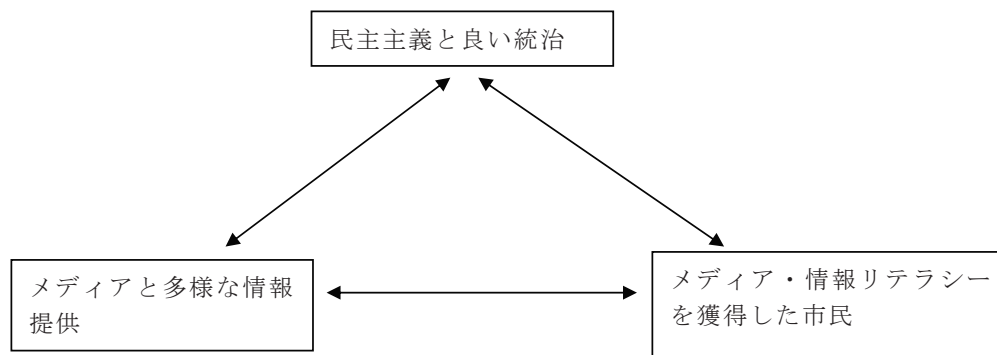 民主主義と良い統治
メディアと多様な情報
提供
メディア・情報リテラシー
を獲得した市民